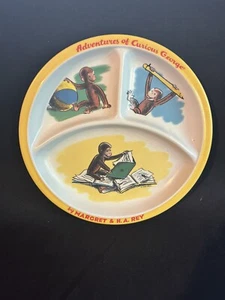 Adventures of Curious George
by MARGRET & H.A. REY